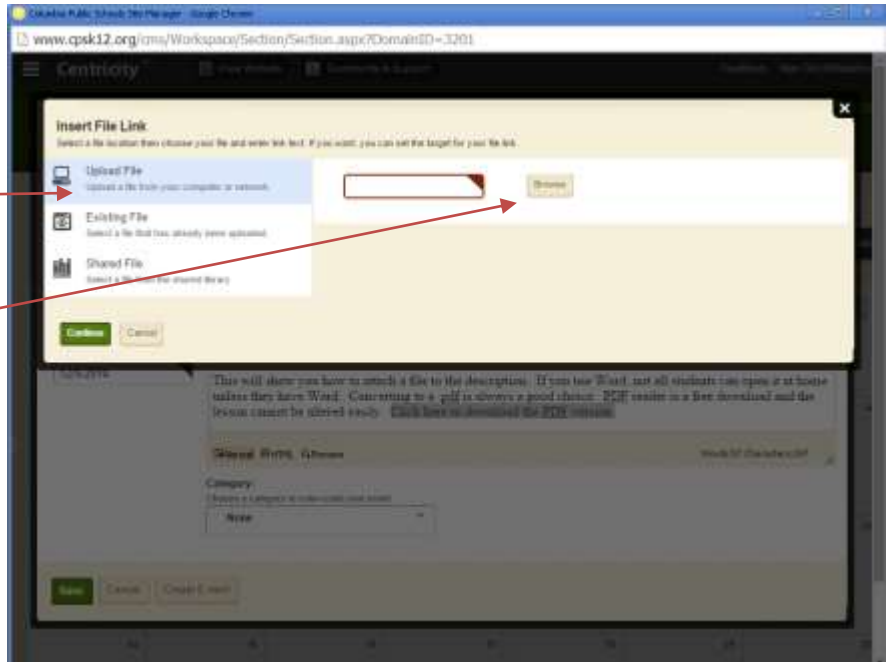 Columbia Public Schools Site Manager - Google Chrome
www.cpsk12.org/cms/Workspace/Section/Section.aspx?DomainID=3201
Centricity
Insert File Link
Select a file location then choose your file and enter link text. If you want, you can set the target for your file link.
Upload File
Upload a file from your computer or network.
Browse
Existing File
Select a file that has already been uploaded.
Shared File
Select a file from the shared library.
Continue
Cancel
This will show you how to attach a file to the description. If you use Word, not all students can open it at home
unless they have Word. Converting to a .pdf is always a good choice. PDF reader is a free download and the
lesson cannot be altered easily. Click here to download the PDF version.
Category:
None
Save
Cancel